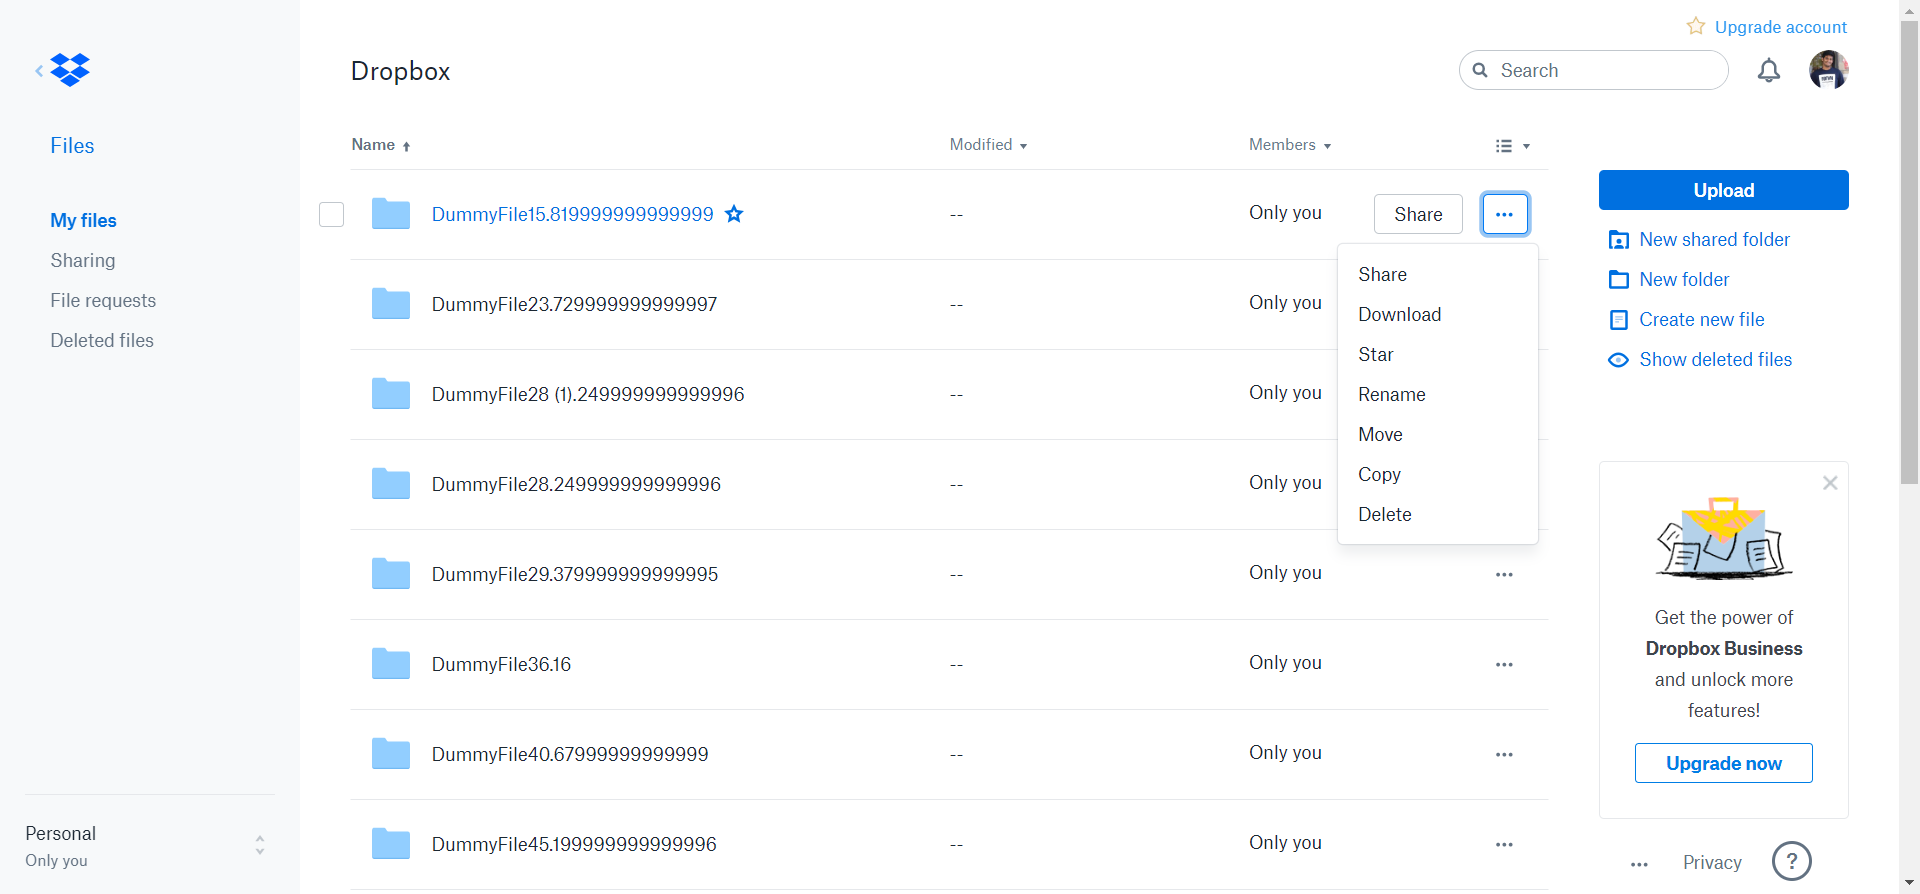 Upgrade account
Dropbox
Search
Files
My files
Sharing
File requests
Deleted files
Name Modified Members
DummyFile15.819999999999999 -- Only you Share
DummyFile23.729999999999997 -- Only you
DummyFile28 (1).249999999999996 -- Only you
DummyFile28.249999999999996 -- Only you
DummyFile29.379999999999995 -- Only you
DummyFile36.16 -- Only you
DummyFile40.67999999999999 -- Only you
DummyFile45.199999999999996 -- Only you
Share
Download
Star
Rename
Move
Copy
Delete
Upload
New shared folder
New folder
Create new file
Show deleted files
Get the power of
Dropbox Business
and unlock more
features!
Upgrade now
Personal
Only you
Privacy
?